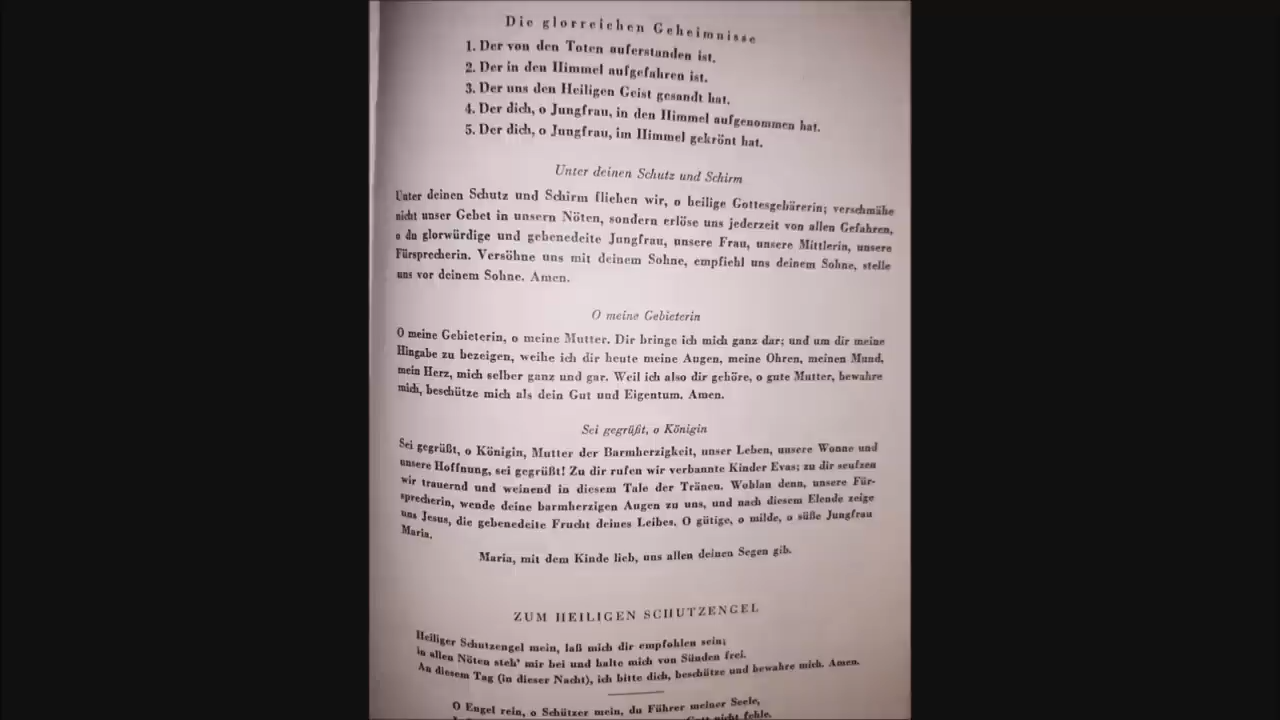 Die glorreichen Geheimnisse
1. Der von den Toten auferstanden ist.
2. Der in den Himmel aufgefahren ist.
3. Der uns den Heiligen Geist gesandt hat.
4. Der dich, o Jungfrau, in den Himmel aufgenommen hat.
5. Der dich, o Jungfrau, im Himmel gekrönt hat.
Unter deinen Schutz und Schirm
Unter deinen Schutz und Schirm fliehen wir, o heilige Gottesgebärerin; verschmähe
nicht unser Gebet in unsern Nöten, sondern erlöse uns jederzeit von allen Gefahren,
o du glorwürdige und gebenedeite Jungfrau, unsere Frau, unsere Mittlerin, unsere
Fürsprecherin. Versöhne uns mit deinem Sohne, empfiehl uns deinem Sohne, stelle
uns vor deinem Sohne. Amen.
O meine Gebieterin
O meine Gebieterin, o meine Mutter. Dir bringe ich mich ganz dar; und um dir meine
Hingabe zu bezeigen, weihe ich dir heute meine Augen, meine Ohren, meinen Mund,
mein Herz, mich selber ganz und gar. Weil ich also dir gehöre, o gute Mutter, bewahre
mich, beschütze mich als dein Gut und Eigentum. Amen.
Sei gegrüßt, o Königin
Sei gegrüßt, o Königin, Mutter der Barmherzigkeit, unser Leben, unsere Wonne und
unsere Hoffnung, sei gegrüßt! Zu dir rufen wir verbannte Kinder Evas; zu dir seufzen
wir trauernd und weinend in diesem Tale der Tränen. Wohlan denn, unsere Für-
sprecherin, wende deine barmherzigen Augen zu uns, und nach diesem Elende zeige
uns Jesus, die gebenedeite Frucht deines Leibes. O gütige, o milde, o süße Jungfrau
Maria.
Maria, mit dem Kinde lieb, uns allen deinen Segen gib.
ZUM HEILIGEN SCHUTZENGEL
Heiliger Schutzengel mein, laß mich dir empfohlen sein;
in allen Nöten steh' mir bei und halte mich von Sünden frei.
An diesem Tag (in dieser Nacht), ich bitte dich, beschütze und bewahre mich. Amen.
O Engel rein, o Schützer mein, du Führer meiner Seele,
Gott nicht fehle.